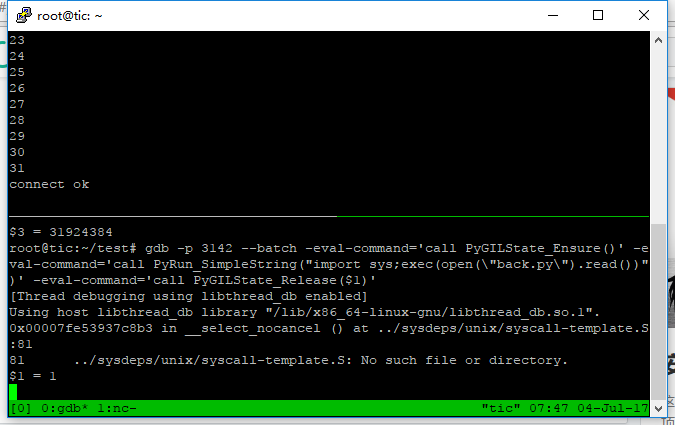 root@tic: ~
23
24
25
26
27
28
29
30
31
connect ok
$3 = 31924384
root@tic:~/test# gdb -p 3142 --batch -eval-command='call PyGILState_Ensure()' -e
val-command='call PyRun_SimpleString("import sys;exec(open(\"back.py\").read())"
)' -eval-command='call PyGILState_Release($1)'
[Thread debugging using libthread_db enabled]
Using host libthread_db library "/lib/x86_64-linux-gnu/libthread_db.so.1".
0x00007fe53937c8b3 in __select_nocancel () at ../sysdeps/unix/syscall-template.S
:81
81      ../sysdeps/unix/syscall-template.S: No such file or directory.
$1 = 1
[0] 0:gdb* 1:nc- "tic" 07:47 04-Jul-17